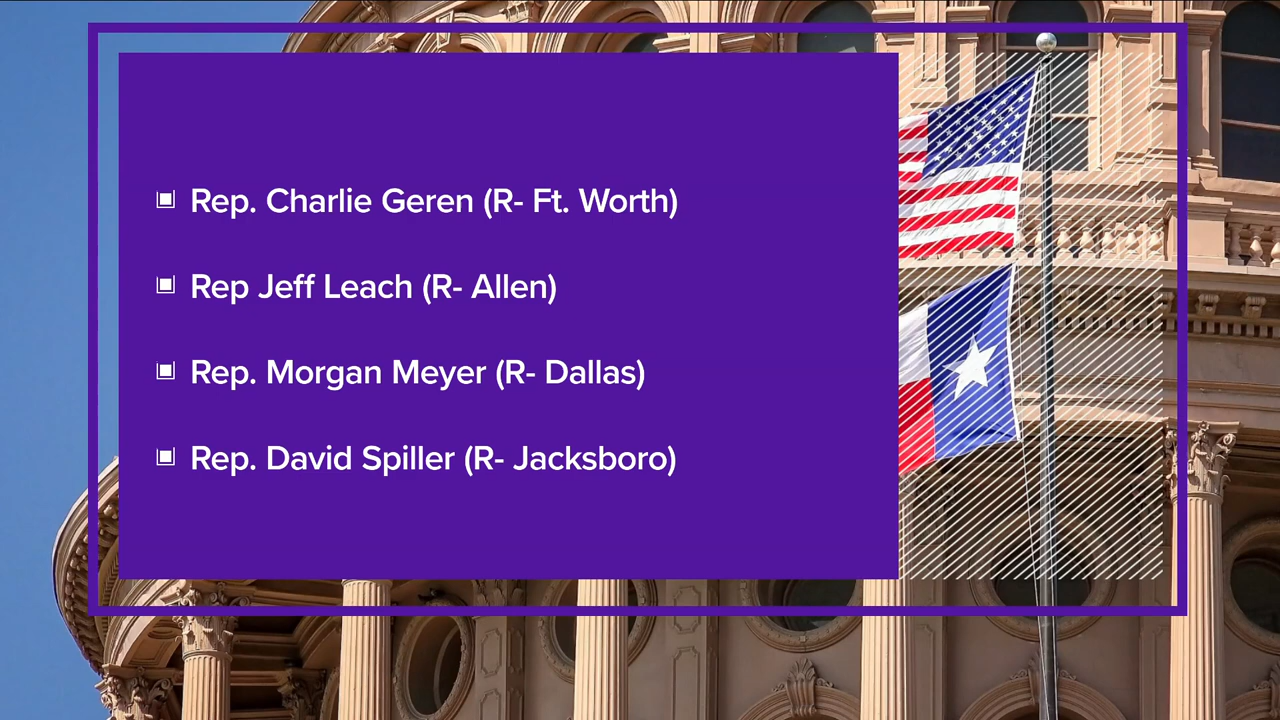 Rep. Charlie Geren (R- Ft. Worth)
Rep Jeff Leach (R- Allen)
Rep. Morgan Meyer (R- Dallas)
Rep. David Spiller (R- Jacksboro)